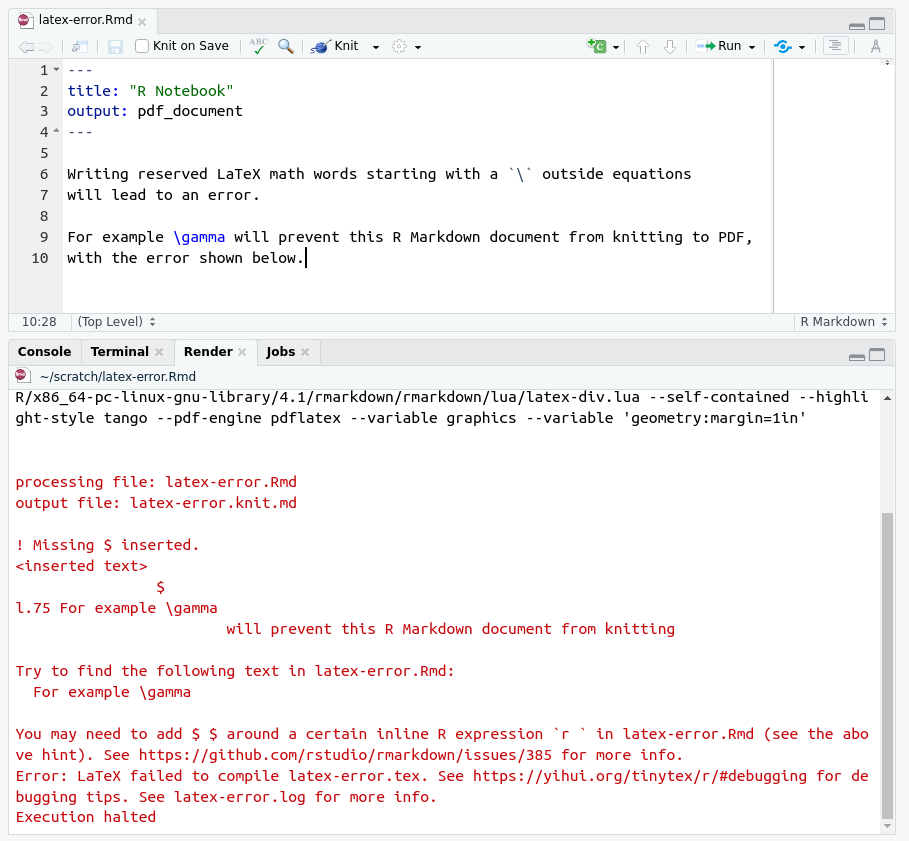 latex-error.Rmd
Knit on Save ABC Knit Run
1 ---
2 title: "R Notebook"
3 output: pdf_document
4 ---
5
6 Writing reserved LaTeX math words starting with a `\` outside equations
7 will lead to an error.
8
9 For example \gamma will prevent this R Markdown document from knitting to PDF,
10 with the error shown below.
10:28 (Top Level) R Markdown
Console Terminal Render Jobs
~/scratch/latex-error.Rmd
R/x86_64-pc-linux-gnu-library/4.1/rmarkdown/rmarkdown/lua/latex-div.lua --self-contained --highli
ght-style tango --pdf-engine pdflatex --variable graphics --variable 'geometry:margin=1in'
processing file: latex-error.Rmd
output file: latex-error.knit.md
! Missing $ inserted.
<inserted text>
$
l.75 For example \gamma
will prevent this R Markdown document from knitting
Try to find the following text in latex-error.Rmd:
For example \gamma
You may need to add $ $ around a certain inline R expression `r ` in latex-error.Rmd (see the abo
ve hint). See https://github.com/rstudio/rmarkdown/issues/385 for more info.
Error: LaTeX failed to compile latex-error.tex. See https://yihui.org/tinytex/r/#debugging for de
bugging tips. See latex-error.log for more info.
Execution halted